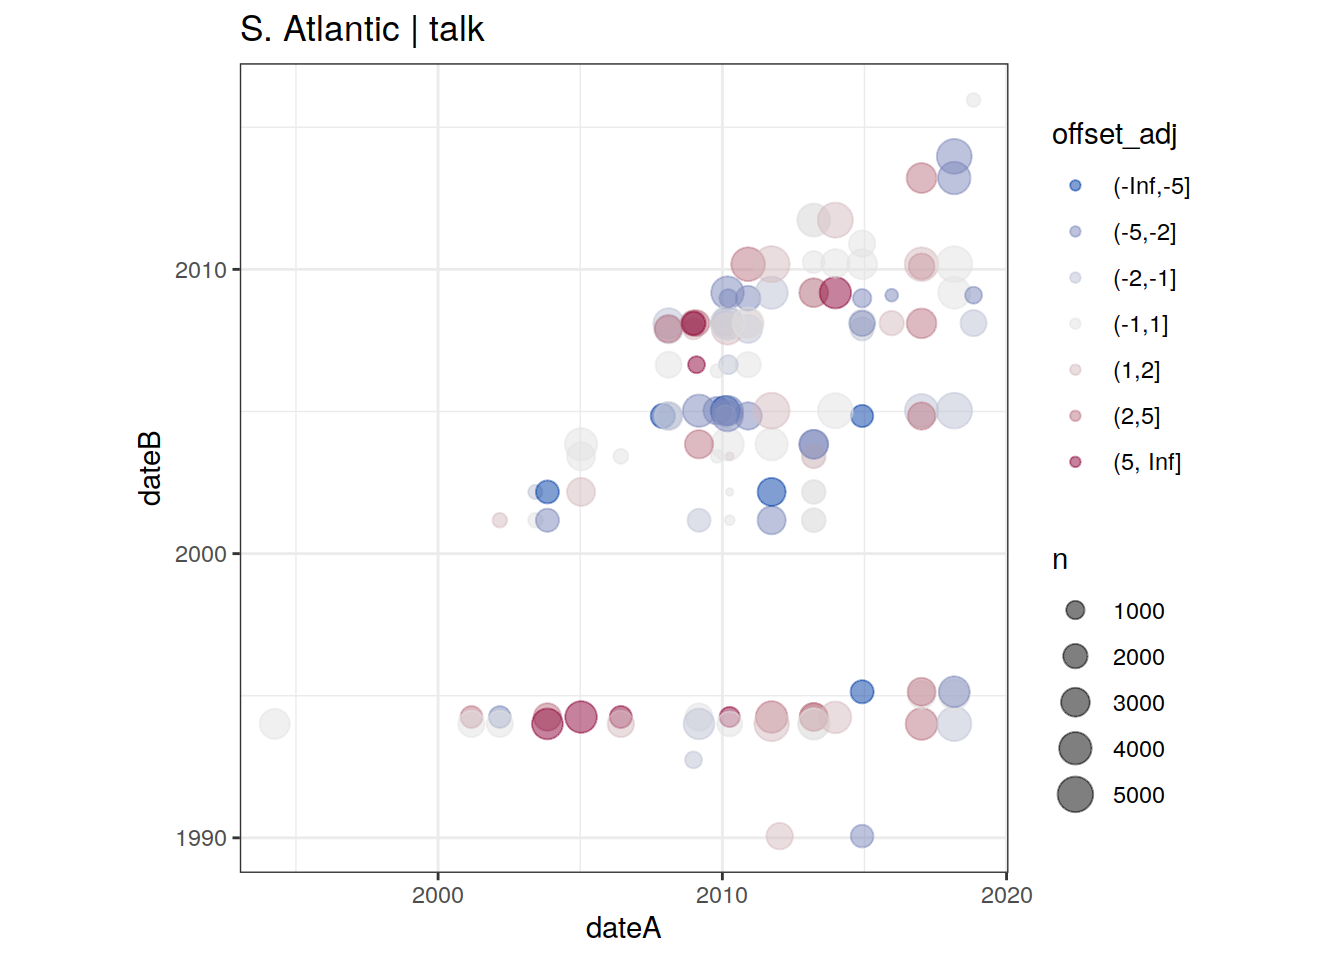 S. Atlantic | talk
offset_adj
(-Inf,-5]
(-5,-2]
(-2,-1]
(-1,1]
(1,2]
(2,5]
(5, Inf]
n
1000
2000
3000
4000
5000
dateB
2010
2000
1990
2000
2010
2020
dateA